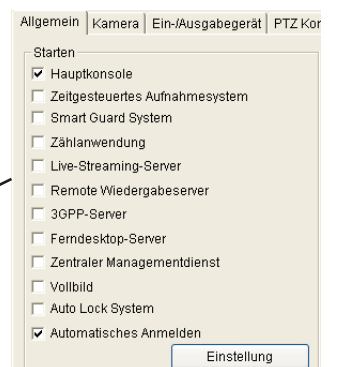 Allgemein Kamera Ein-/Ausgabegerät PTZ Kor
Starten
Hauptkonsole
Zeitgesteuertes Aufnahmesystem
Smart Guard System
Zählanwendung
Live-Streaming-Server
Remote Wiedergabeserver
3GPP-Server
Ferndesktop-Server
Zentraler Managementdienst
Vollbild
Auto Lock System
Automatisches Anmelden
Einstellung